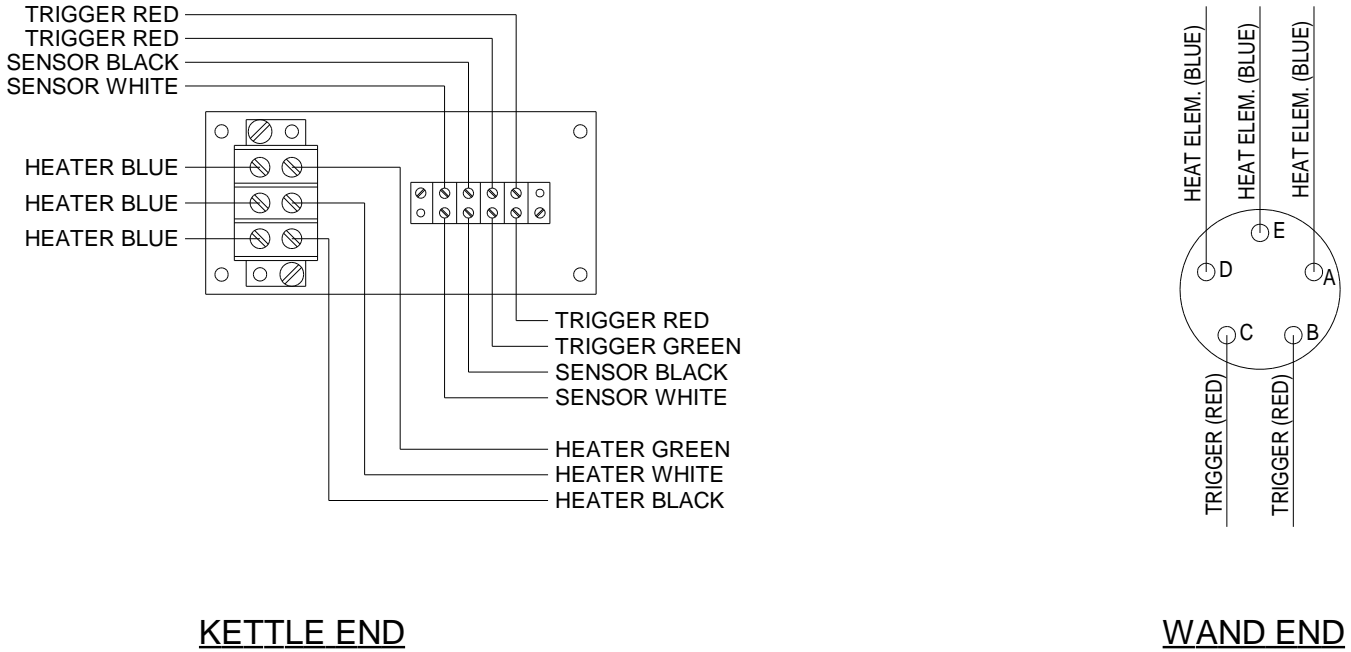 TRIGGER RED
TRIGGER RED
SENSOR BLACK
SENSOR WHITE
HEATER BLUE
HEATER BLUE
HEATER BLUE
TRIGGER RED
TRIGGER GREEN
SENSOR BLACK
SENSOR WHITE
HEATER GREEN
HEATER WHITE
HEATER BLACK
KETTLE END
HEAT ELEM. (BLUE)
HEAT ELEM. (BLUE)
HEAT ELEM. (BLUE)
E
D
A
C
B
TRIGGER (RED)
TRIGGER (RED)
WAND END